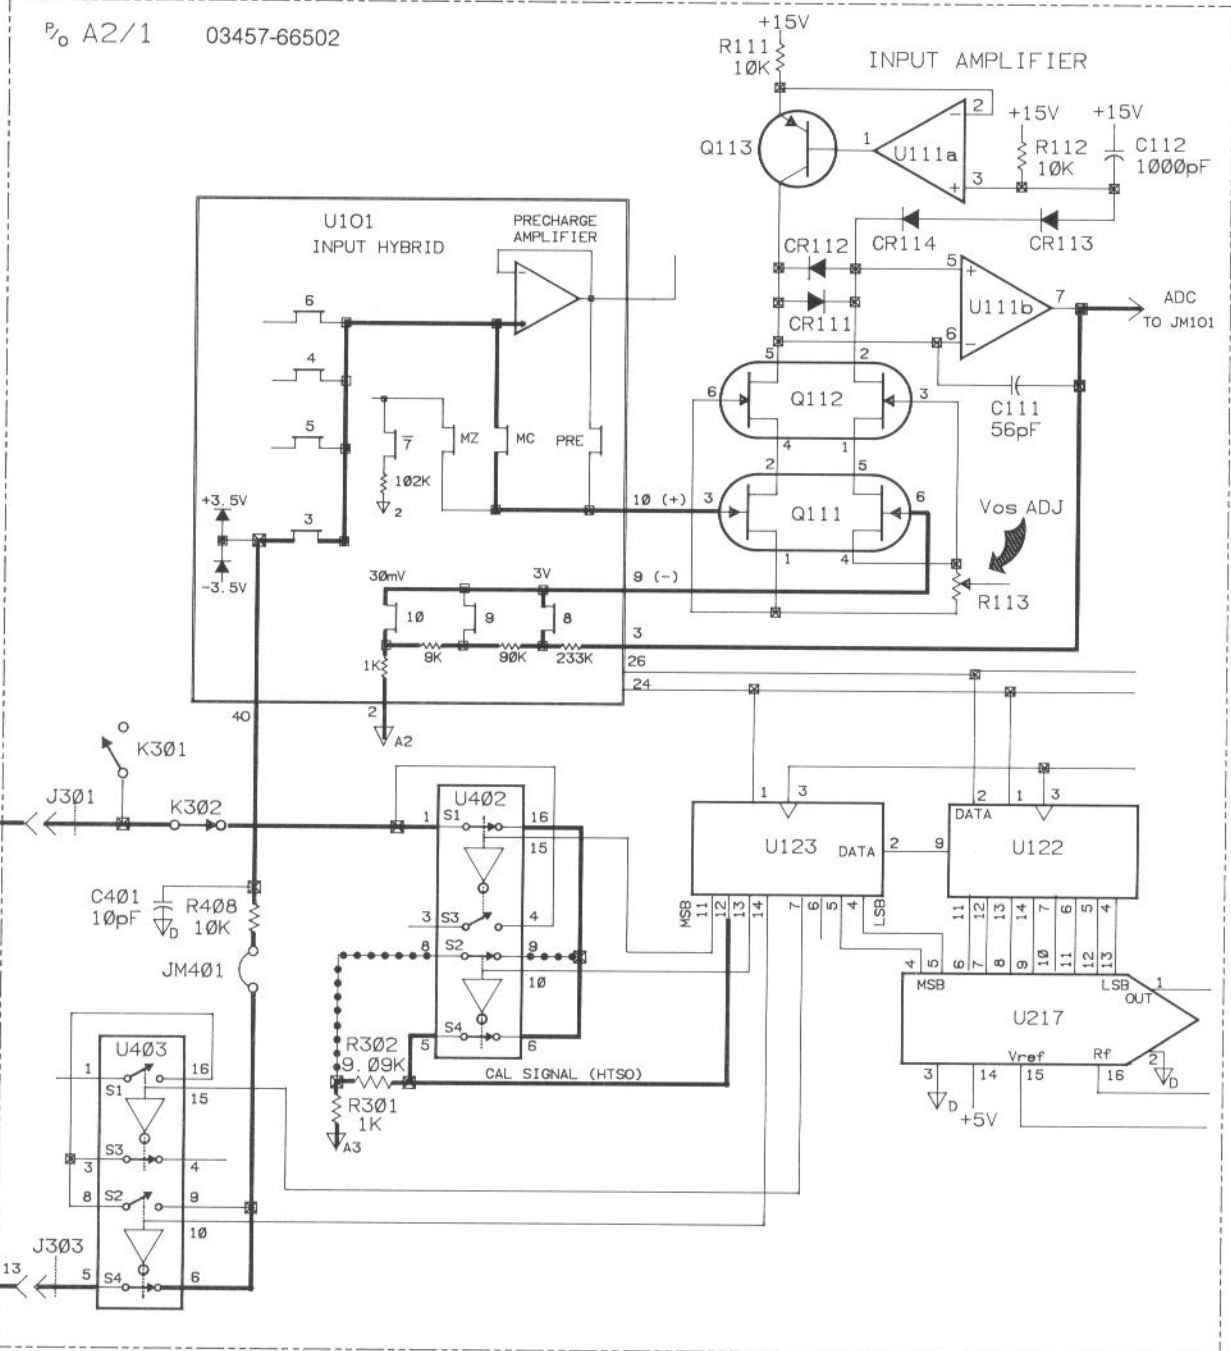 P/O A2/1 03457-66502
+15V
R111
10K
INPUT AMPLIFIER
2
+15V +15V
Q113
1
U111a
R112
10K
C112
1000pF
3
U101
INPUT HYBRID
PRECHARGE
AMPLIFIER
CR114
CR113
CR112
CR111
5
U111b
7
6
ADC
TO JM101
6
4
5
+3.5V
3
-3.5V
7
102K
2
MZ
MC
PRE
5 2
6
Q112
3
4 1
C111
56pF
2 5
10 (+)
3
Q111
6
1 4
Vos ADJ
R113
30mV
3V
9 (-)
10
9
8
1K
9K
90K
233K
3
26
24
2
A2
40
K301
J301
K302
U402
1
S1
16
15
3
S3
4
8
S2
9
10
5
S4
6
1 3
U123
DATA
2 9
MSB 11 12 13 14 7 6 5 4 LSB
2 1 3
DATA
U122
11 12 13 14 7 6 5 4
C401
10pF
D
R408
10K
JM401
4 5 6 7 8 9 10 11 12 13
MSB
LSB
OUT
1
U217
Vref
Rf
3
D
14
+5V
15
16
2
D
R302
9.09K
CAL SIGNAL (HTSO)
R301
1K
A3
U403
1
S1
16
15
3
S3
4
8
S2
9
10
J303
13
5
S4
6